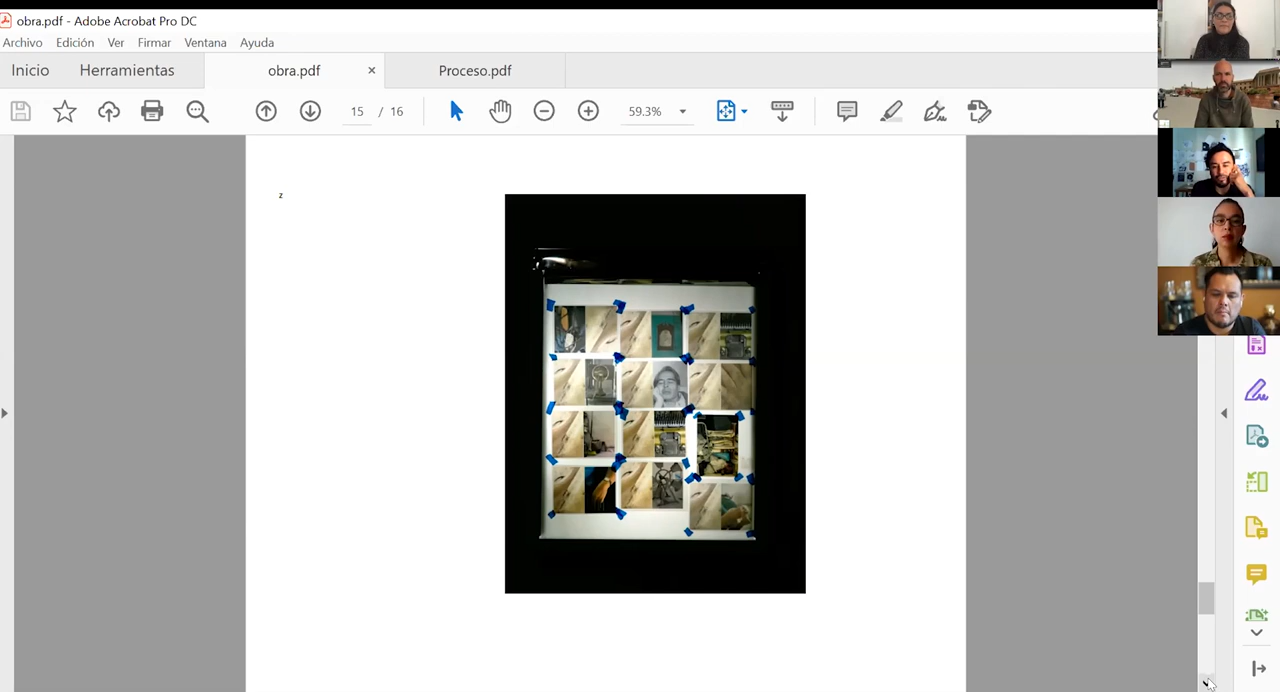 obra.pdf - Adobe Acrobat Pro DC
Archivo Edición Ver Firmar Ventana Ayuda
Inicio Herramientas obra.pdf × Proceso.pdf
15 / 16 59.3%
z